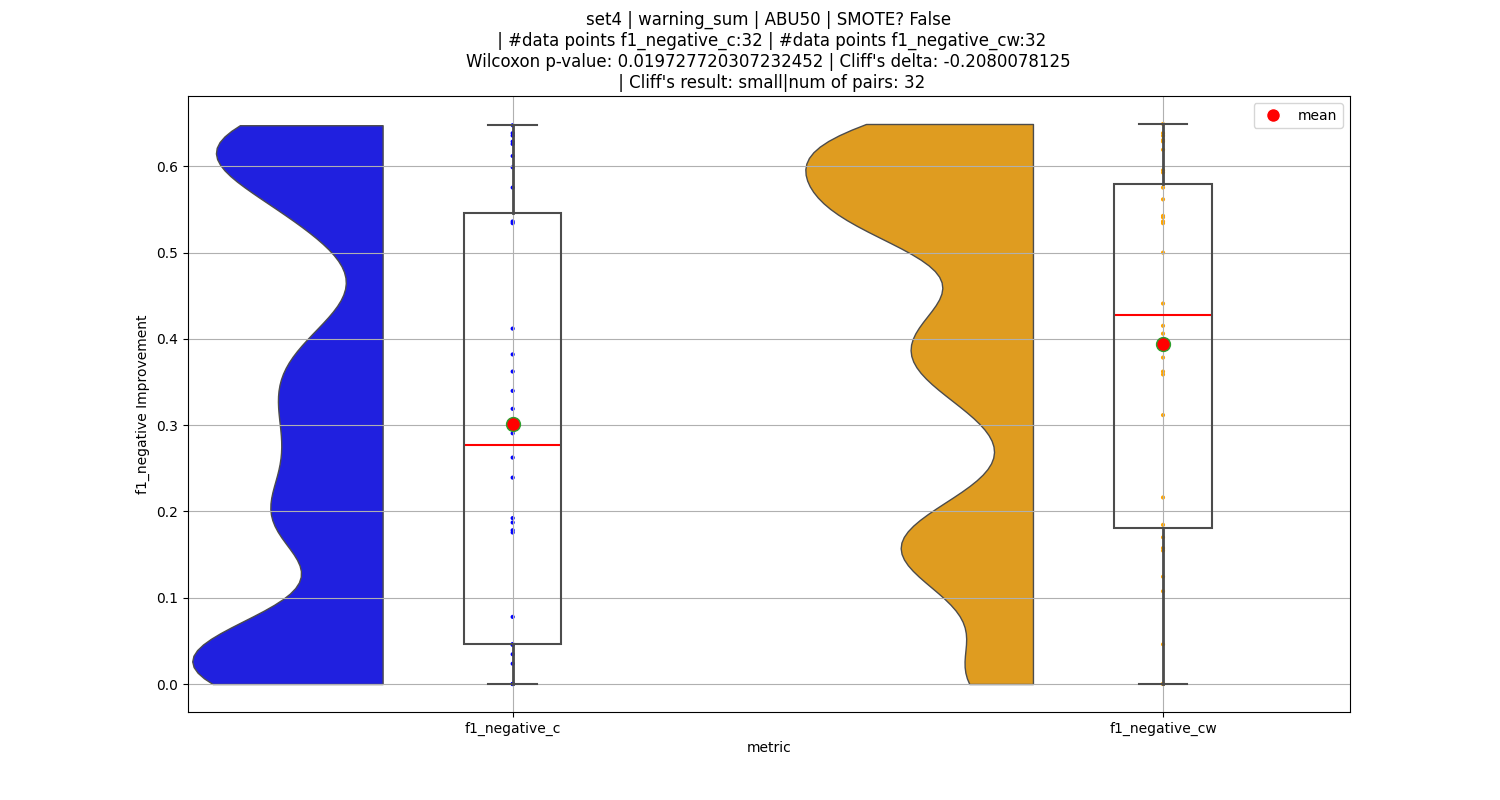 set4 | warning_sum | ABU50 | SMOTE? False
| #data points f1_negative_c:32 | #data points f1_negative_cw:32
Wilcoxon p-value: 0.019727720307232452 | Cliff's delta: -0.2080078125
| Cliff's result: small|num of pairs: 32
mean
0.6
0.5
0.4
0.3
0.2
0.1
0.0
f1_negative Improvement
f1_negative_c
f1_negative_cw
metric